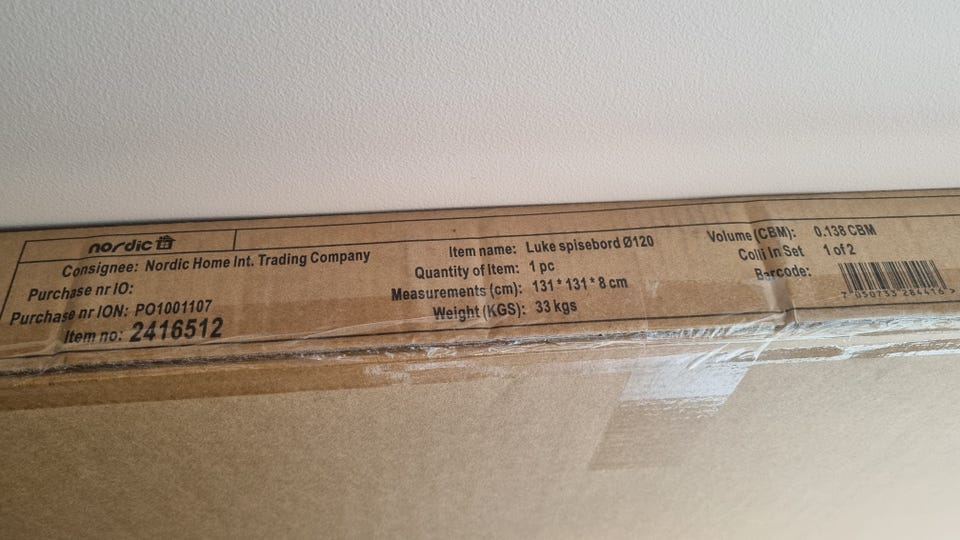 nordic
Consignee: Nordic Home Int. Trading Company
Purchase nr IO:
Purchase nr ION: PO1001107
Item no: 2416512
Item name: Luke spisebord Ø120
Quantity of Item: 1 pc
Measurements (cm): 131 * 131 * 8 cm
Weight (KGS): 33 kgs
Volume (CBM): 0.138 CBM
Colli In Set 1 of 2
Barcode: